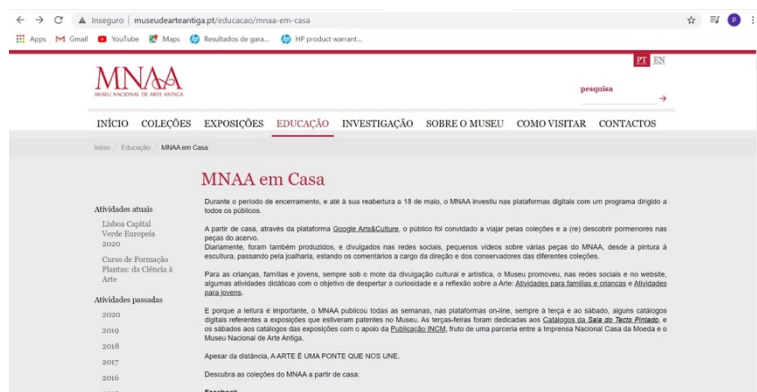 Inseguro | museudearteantiga.pt/educacao/mnaa-em-casa
Apps Gmail YouTube Maps Resultados de gara... HP product warrant...
PT EN
MNAA
MUSEU NACIONAL DE ARTE ANTIGA
pesquisa
INÍCIO COLEÇÕES EXPOSIÇÕES EDUCAÇÃO INVESTIGAÇÃO SOBRE O MUSEU COMO VISITAR CONTACTOS
Início / Educação / MNAA em Casa
MNAA em Casa
Atividades atuais
Lisboa Capital
Verde Europeia
2020
Curso de Formação
Plantas: da Ciência à
Arte
Atividades passadas
2020
2019
2018
2017
2016
Durante o período de encerramento, e até à sua reabertura a 18 de maio, o MNAA investiu nas plataformas digitais com um programa dirigido a
todos os públicos.
A partir de casa, através da plataforma Google Arts&Culture, o público foi convidado a viajar pelas coleções e a (re) descobrir pormenores nas
peças do acervo.
Diariamente, foram também produzidos, e divulgados nas redes sociais, pequenos vídeos sobre várias peças do MNAA, desde a pintura à
escultura, passando pela joalharia, estando os comentários a cargo da direção e dos conservadores das diferentes coleções.
Para as crianças, famílias e jovens, sempre sob o mote da divulgação cultural e artística, o Museu promoveu, nas redes sociais e no website,
algumas atividades didáticas com o objetivo de despertar a curiosidade e a reflexão sobre a Arte: Atividades para famílias e crianças e Atividades
para jovens.
E porque a leitura é importante, o MNAA publicou todas as semanas, nas plataformas on-line, sempre à terça e ao sábado, alguns catálogos
digitais referentes a exposições que estiveram patentes no Museu. As terças-feiras foram dedicadas aos Catálogos da Sala do Tecto Pintado, e
os sábados aos catálogos das exposições com o apoio da Publicação INCM, fruto de uma parceria entre a Imprensa Nacional Casa da Moeda e o
Museu Nacional de Arte Antiga.
Apesar da distância, A ARTE É UMA PONTE QUE NOS UNE.
Descubra as coleções do MNAA a partir de casa:
Facebook